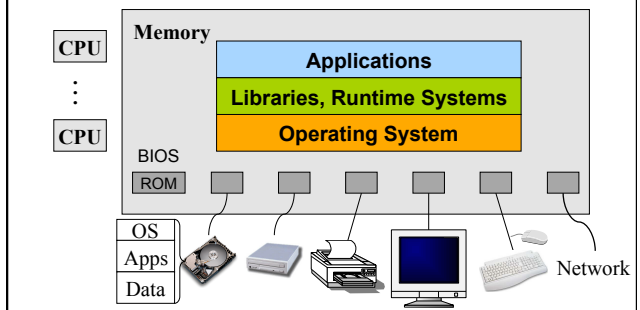 CPU
⋮
CPU
Memory
Applications
Libraries, Runtime Systems
Operating System
BIOS
ROM
OS
Apps
Data
Network